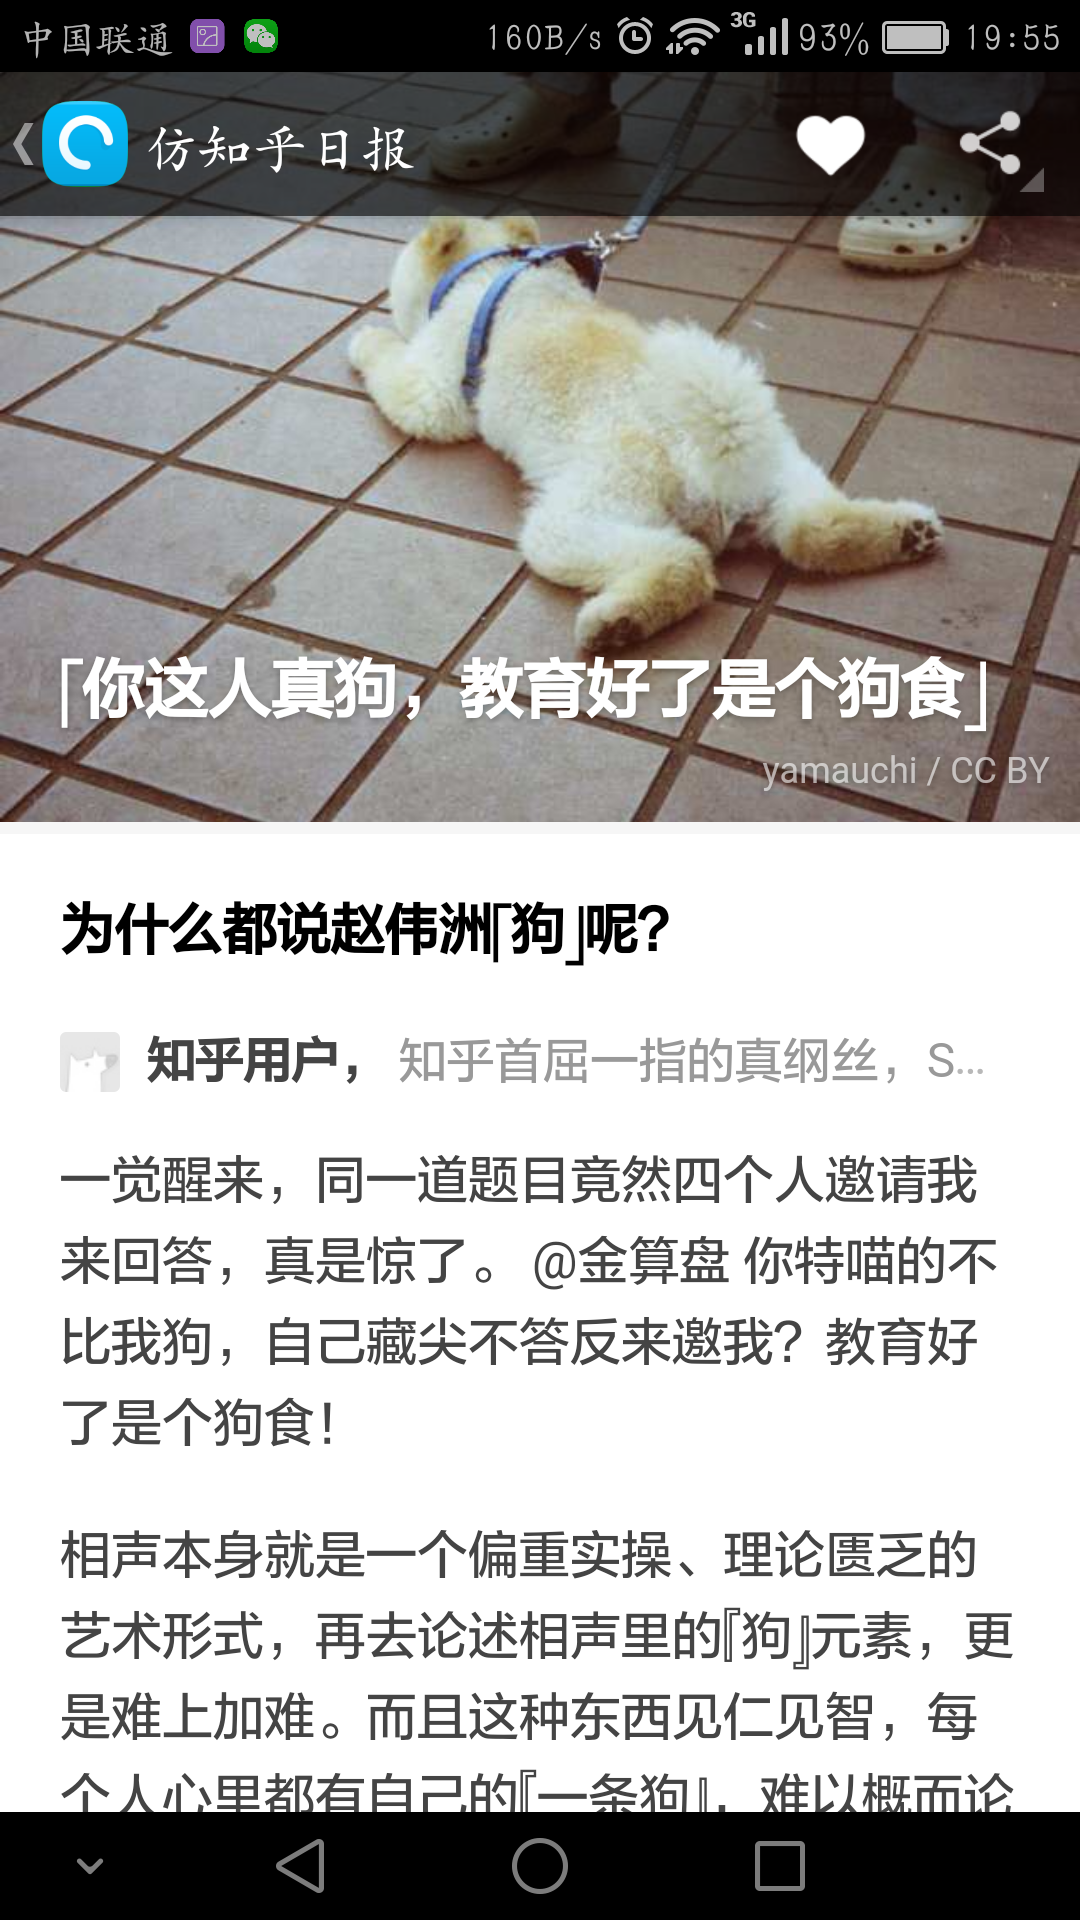 中国联通 160B/s 3G 93% 19:55
仿知乎日报
「你这人真狗，教育好了是个狗食」
yamauchi / CC BY
为什么都说赵伟洲「狗」呢？
知乎用户， 知乎首屈一指的真纲丝，S...
一觉醒来，同一道题目竟然四个人邀请我
来回答，真是惊了。 @金算盘 你特喵的不
比我狗，自己藏尖不答反来邀我？教育好
了是个狗食！
相声本身就是一个偏重实操、理论匮乏的
艺术形式，再去论述相声里的『狗』元素，更
是难上加难。而且这种东西见仁见智，每
个人心里都有自己的『一条狗』，难以概而论